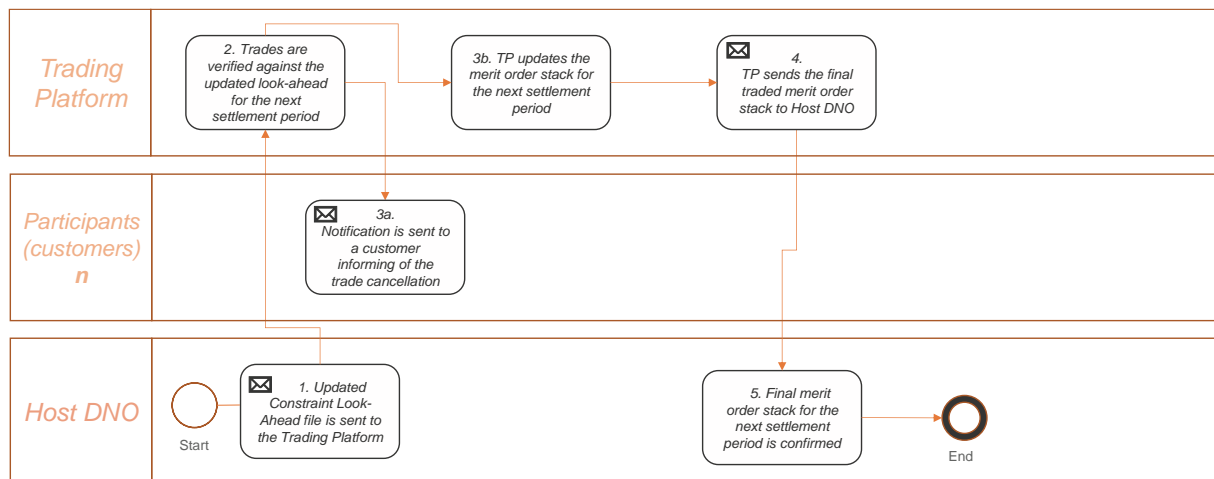 Trading
Platform
2. Trades are
verified against the
updated look-ahead
for the next
settlement period
3b. TP updates the
merit order stack for
the next settlement
period
4.
TP sends the final
traded merit order
stack to Host DNO
Participants
(customers)
n
3a.
Notification is sent to
a customer
informing of the
trade cancellation
Host DNO
Start
1. Updated
Constraint Look-
Ahead file is sent to
the Trading Platform
5. Final merit
order stack for the
next settlement
period is confirmed
End